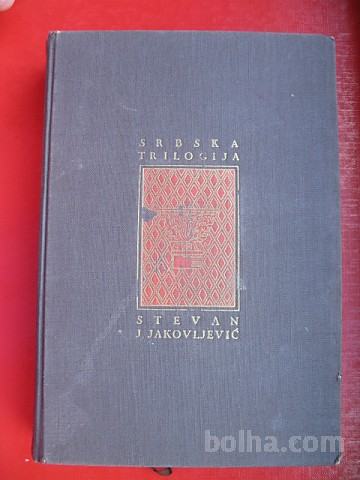 SRBSKA
TRILOGIJA
STEVAN
J. JAKOVLJEVIĆ
bolha.com